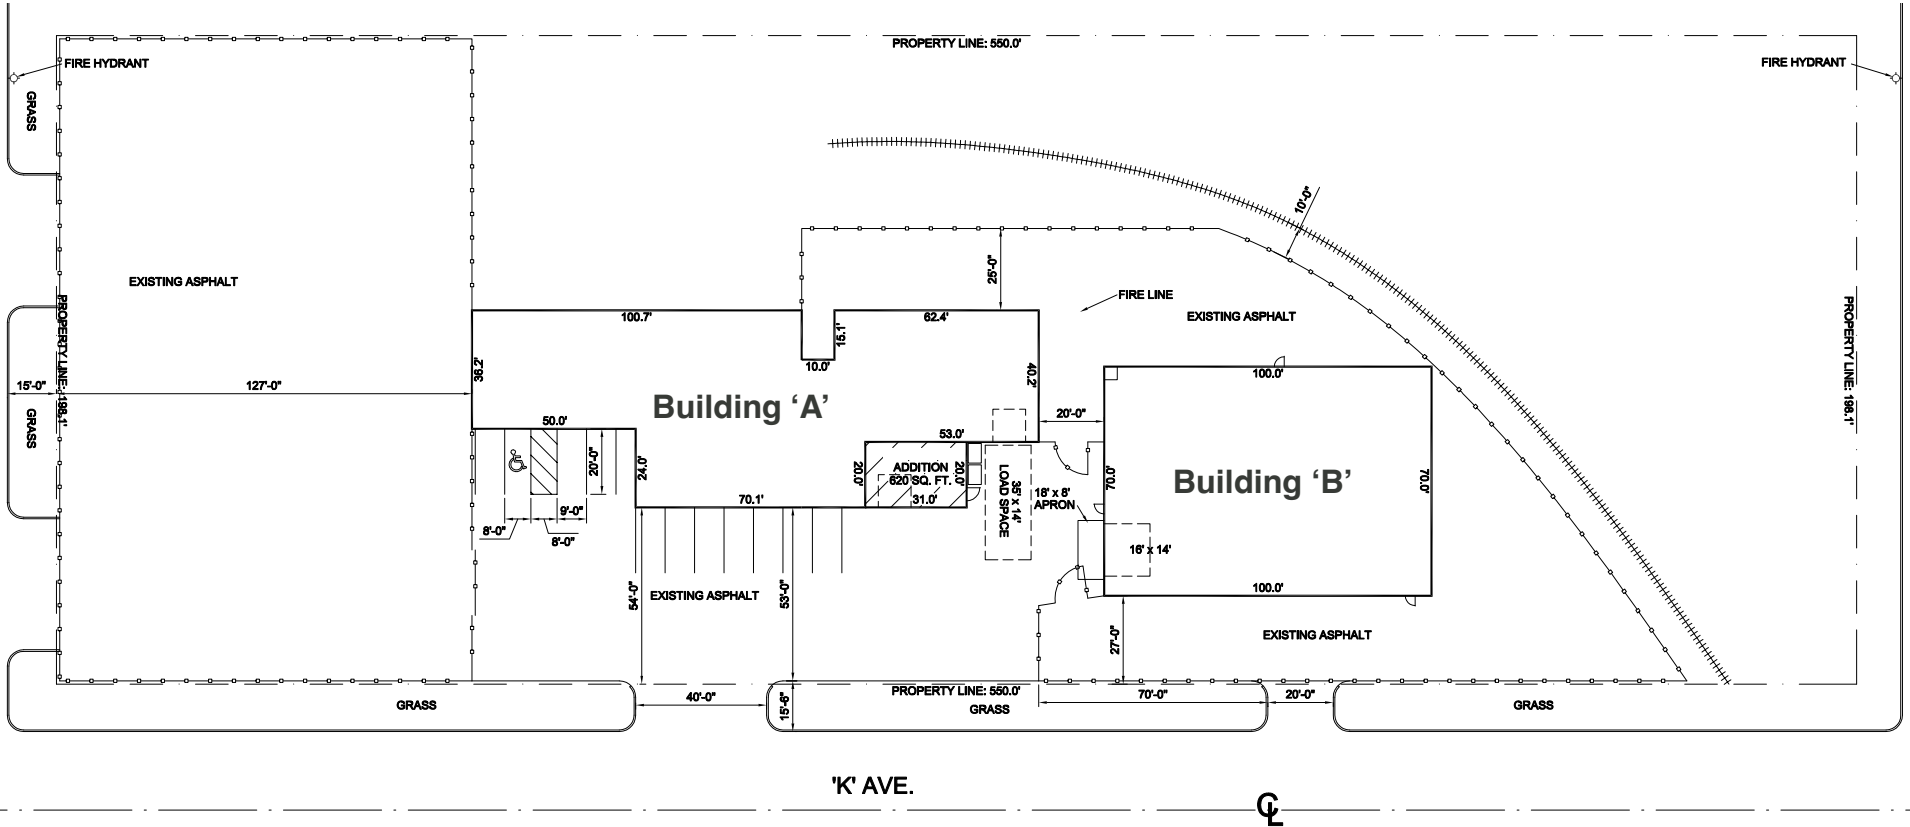 PROPERTY LINE: 550.0'
FIRE HYDRANT
FIRE HYDRANT
GRASS
10'-0"
EXISTING ASPHALT
25'-0"
FIRE LINE
EXISTING ASPHALT
PROPERTY LINE: 198.1'
PROPERTY LINE: 198.1'
100.7'
15.1'
62.4'
10.0'
36.2'
40.2'
100.0'
15'-0"
127'-0"
GRASS
Building ‘A’
50.0'
20'-0"
53.0'
20'-0"
24.0'
20.0'
ADDITION
620 SQ. FT.
20.0'
31.0'
35' x 14'
LOAD SPACE
18' x 8'
APRON
70.0'
Building ‘B’
70.0'
70.1'
9'-0"
8'-0"
8'-0"
16' x 14'
54'-0"
EXISTING ASPHALT
53'-0"
100.0'
27'-0"
EXISTING ASPHALT
GRASS
40'-0"
15'-6"
PROPERTY LINE: 550.0'
GRASS
70'-0"
20'-0"
GRASS
'K' AVE.
CL